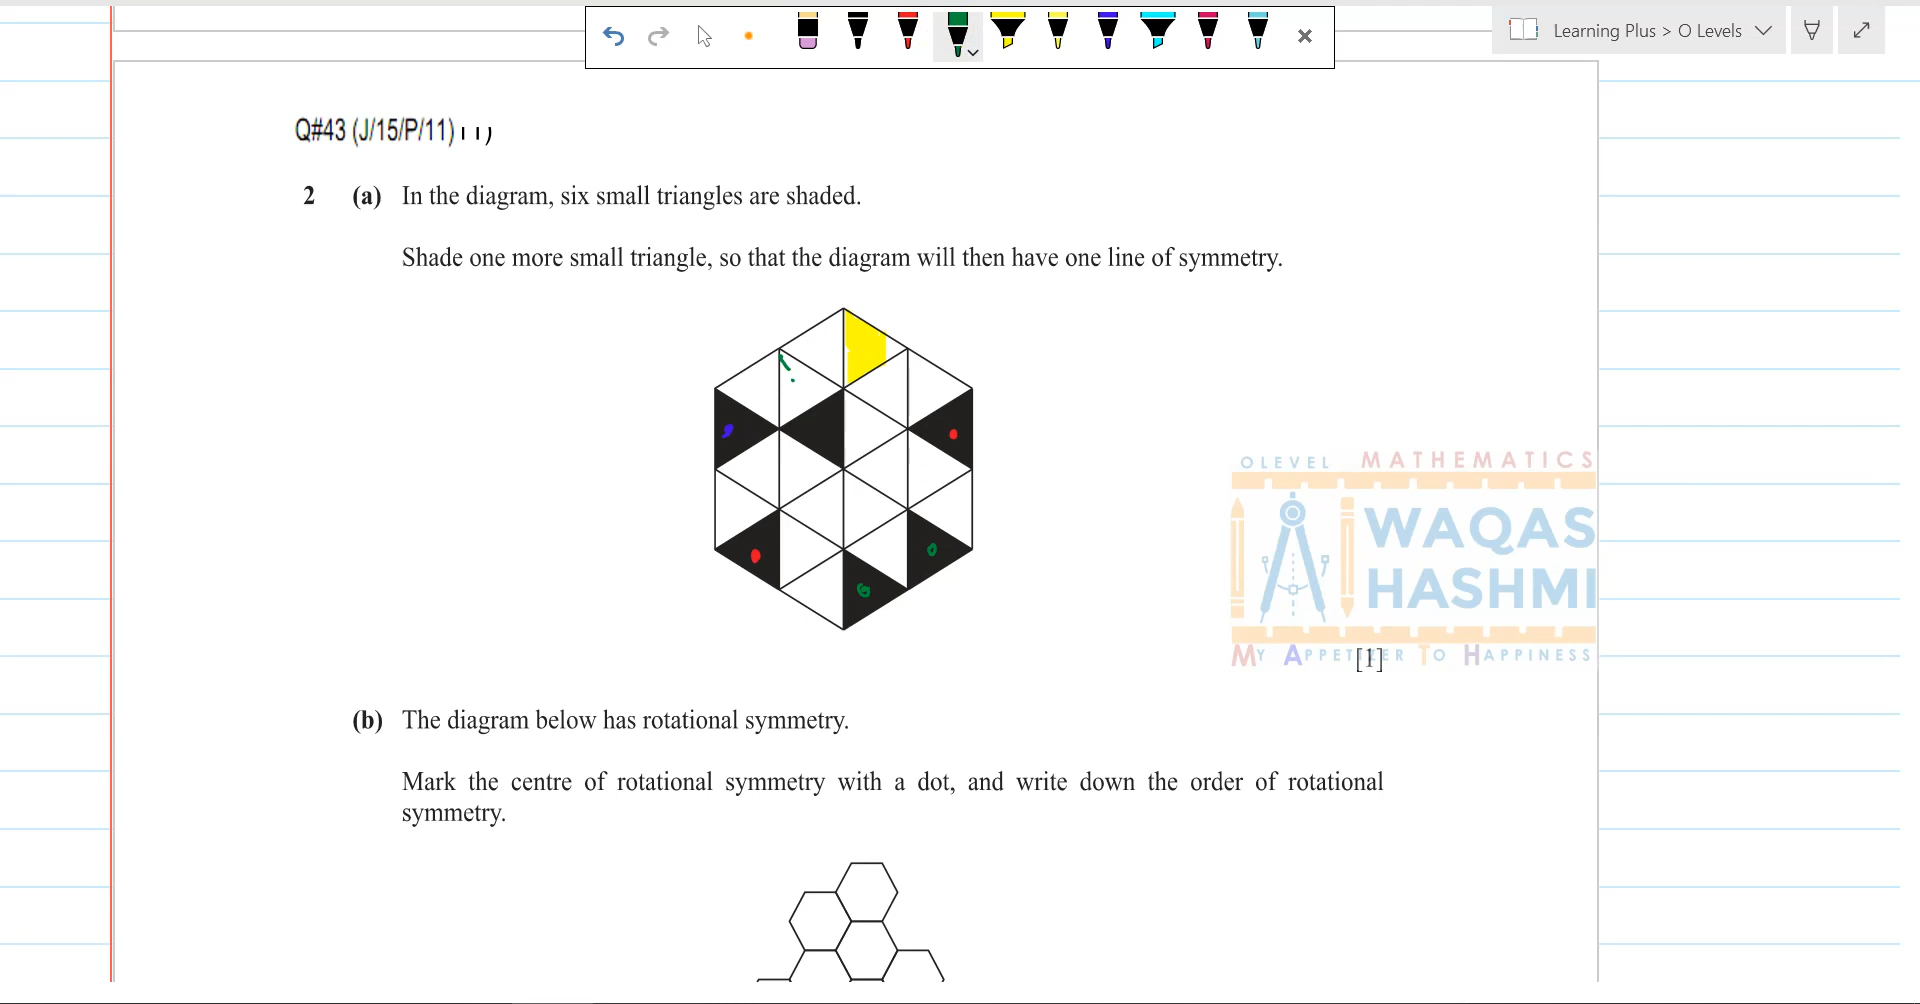 Learning Plus > O Levels
Q#43 (J/15/P/11)
2 (a) In the diagram, six small triangles are shaded.
Shade one more small triangle, so that the diagram will then have one line of symmetry.
OLEVEL MATHEMATICS
WAQAS
HASHMI
MY APPETIZER TO HAPPINESS
[1]
(b) The diagram below has rotational symmetry.
Mark the centre of rotational symmetry with a dot, and write down the order of rotational
symmetry.